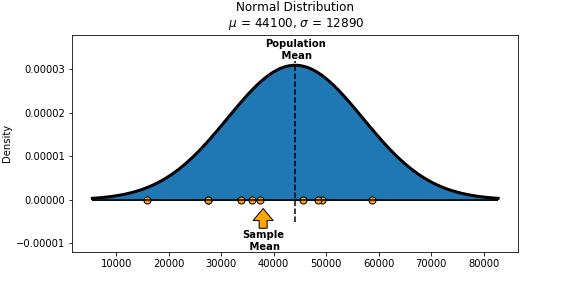 Normal Distribution
μ = 44100, σ = 12890
Population
Mean
0.00003
0.00002
0.00001
0.00000
−0.00001
Density
Sample
Mean
10000 20000 30000 40000 50000 60000 70000 80000